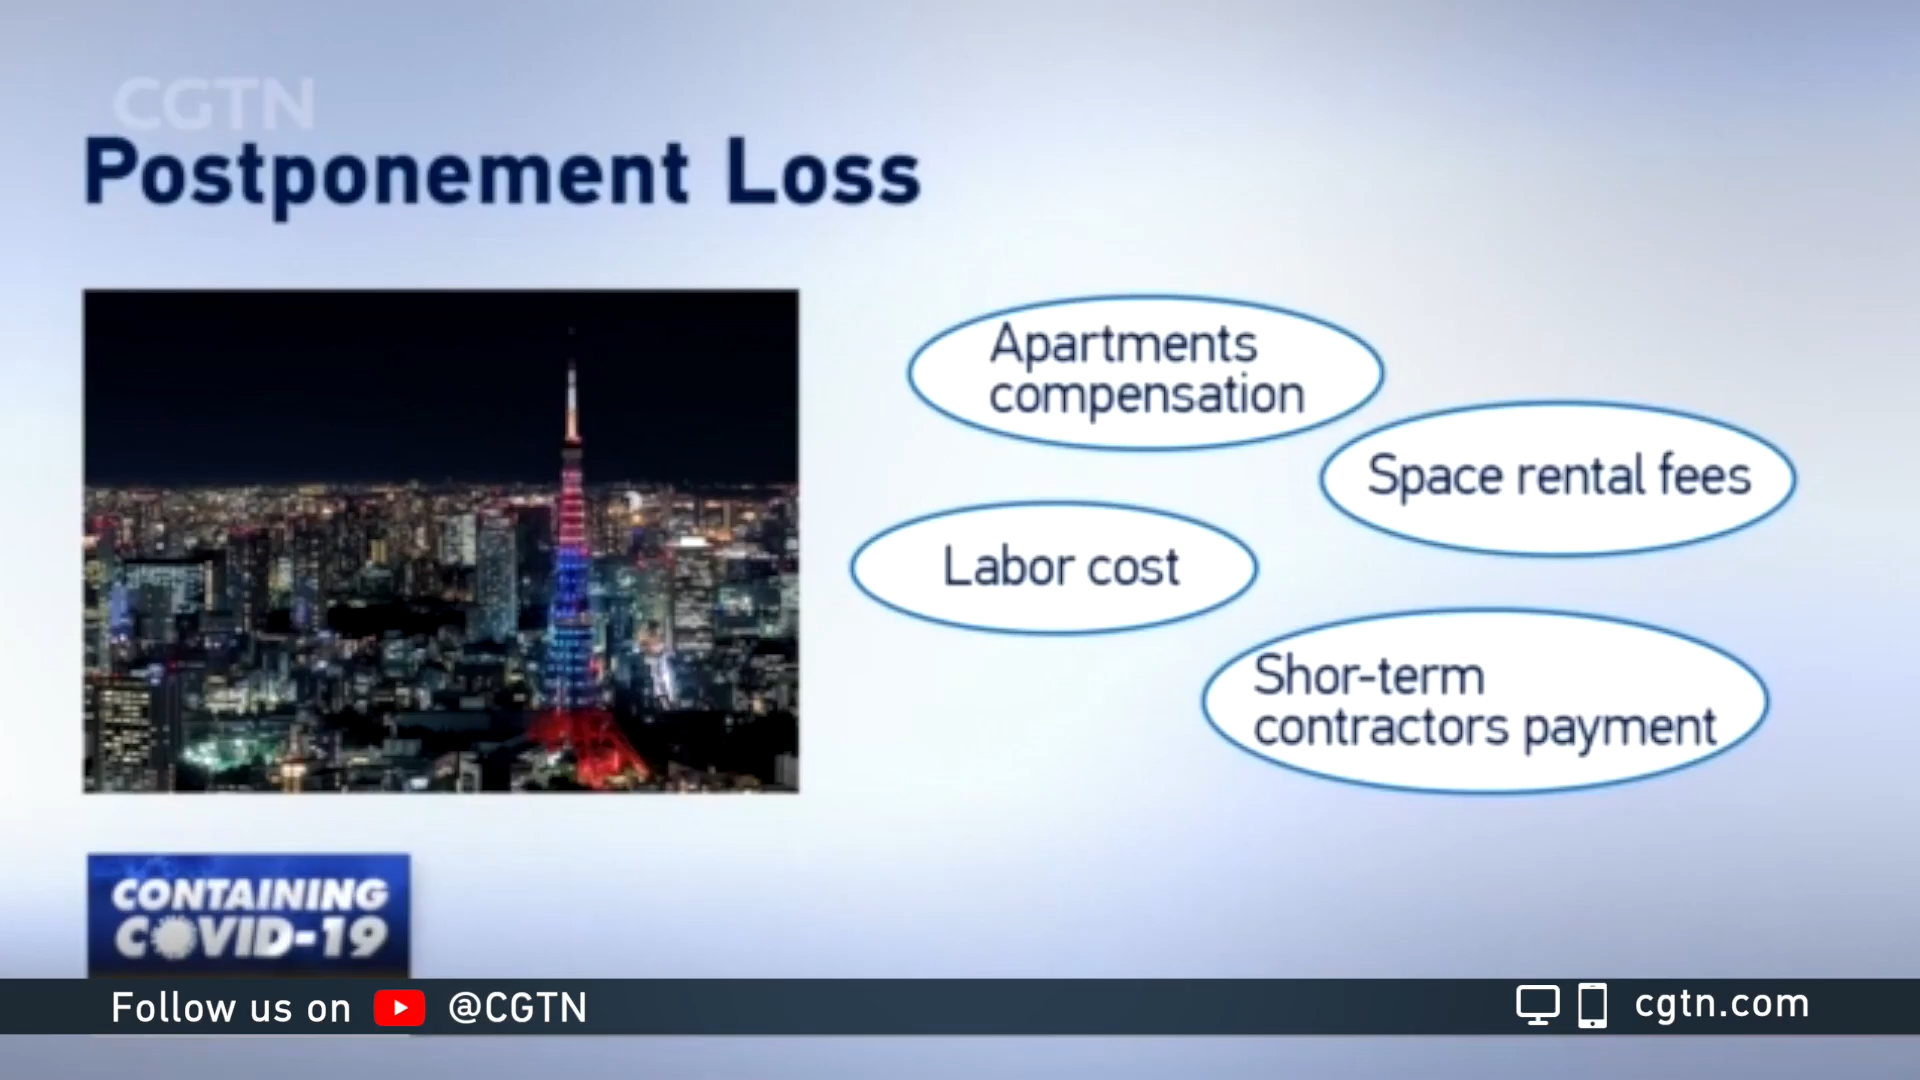 CGTN
Postponement Loss
Apartments
compensation
Space rental fees
Labor cost
Shor-term
contractors payment
CONTAINING
COVID-19
Follow us on @CGTN
cgtn.com